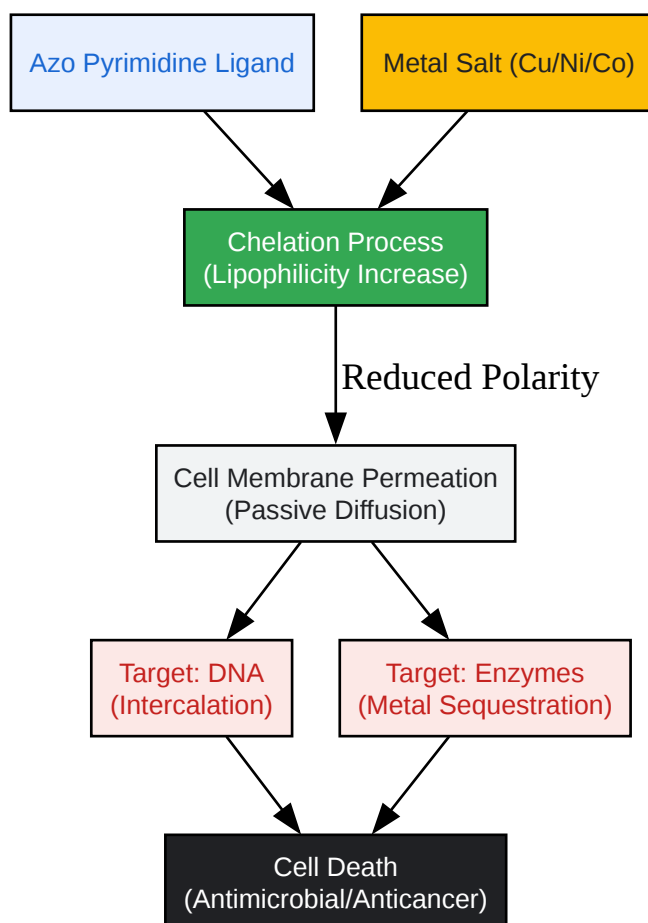 Azo Pyrimidine Ligand
Metal Salt (Cu/Ni/Co)
Chelation Process
(Lipophilicity Increase)
Reduced Polarity
Cell Membrane Permeation
(Passive Diffusion)
Target: DNA
(Intercalation)
Target: Enzymes
(Metal Sequestration)
Cell Death
(Antimicrobial/Anticancer)